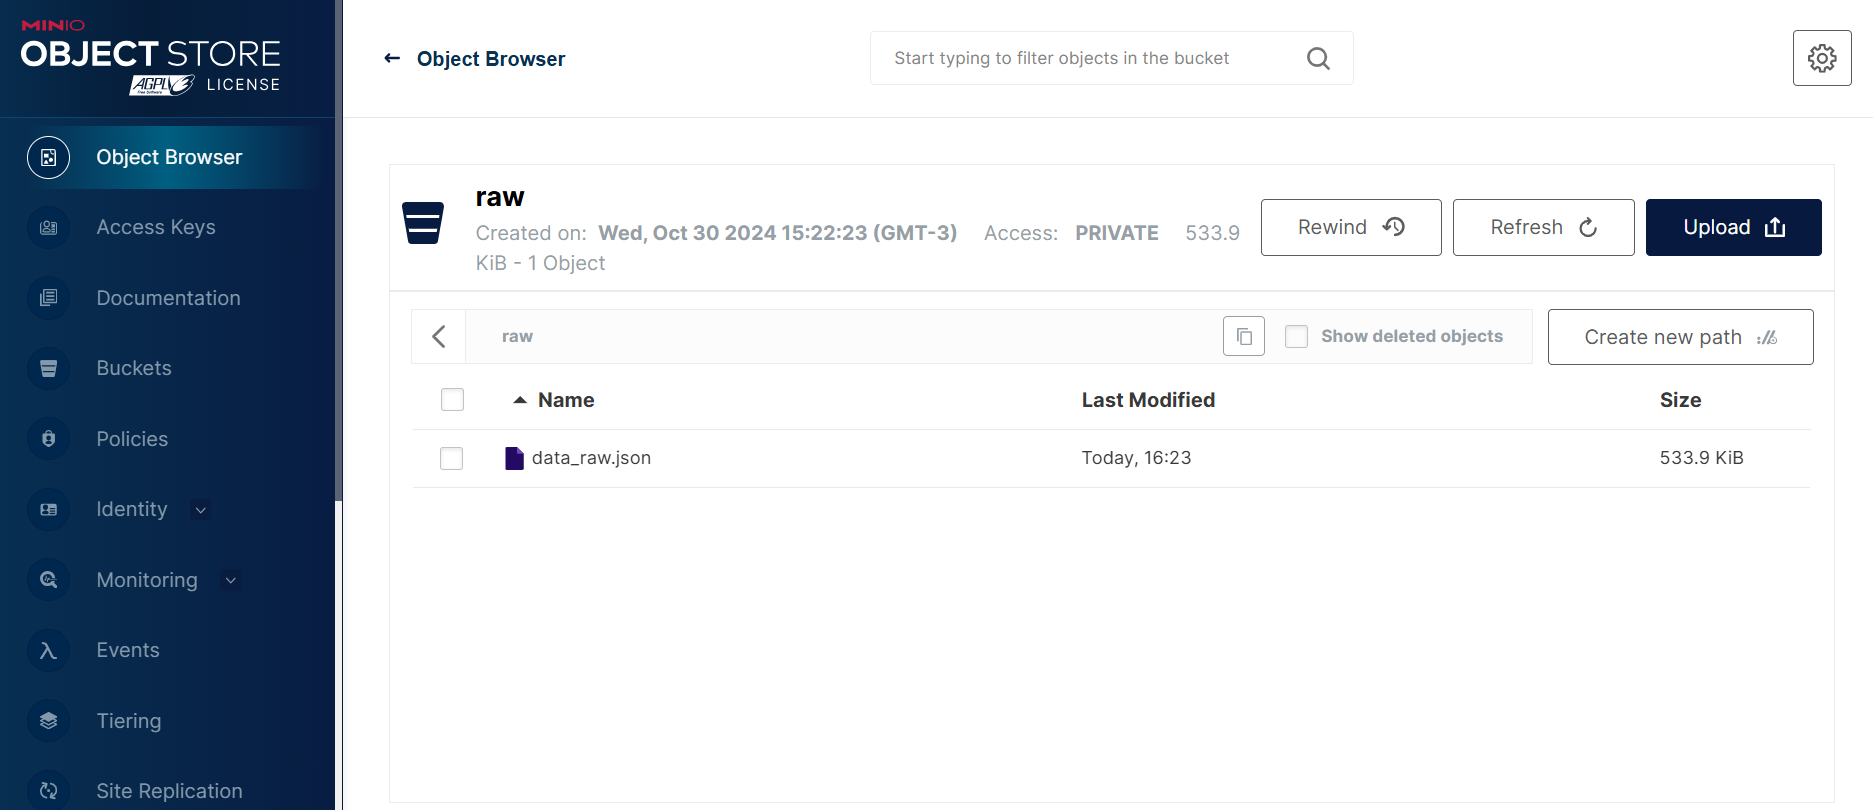 MINIO
OBJECT STORE
AGPL v3 LICENSE
Free Software
Object Browser
Access Keys
Documentation
Buckets
Policies
Identity
Monitoring
Events
Tiering
Site Replication
Object Browser
Start typing to filter objects in the bucket
raw
Created on: Wed, Oct 30 2024 15:22:23 (GMT-3) Access: PRIVATE 533.9
KiB - 1 Object
Rewind
Refresh
Upload
raw
Show deleted objects
Create new path
Name Last Modified Size
data_raw.json Today, 16:23 533.9 KiB